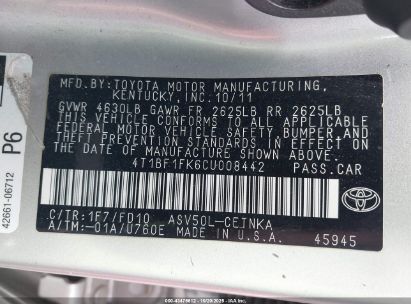 MFD. BY: TOYOTA MOTOR MANUFACTURING,
KENTUCKY, INC. 10/11
GVWR 4630LB GAWR FR 2625LB RR 2625LB
THIS VEHICLE CONFORMS TO ALL APPLICABLE
FEDERAL MOTOR VEHICLE SAFETY, BUMPER, AND
THEFT PREVENTION STANDARDS IN EFFECT ON
THE DATE OF MANUFACTURE SHOWN ABOVE.
4T1BF1FK6CU008442 PASS.CAR
C/TR:1F7/FD10 ASV50L-CETNKA
A/TM:-01A/U760E MADE IN U.S.A. 45945
TOYOTA
42661-06712
P6